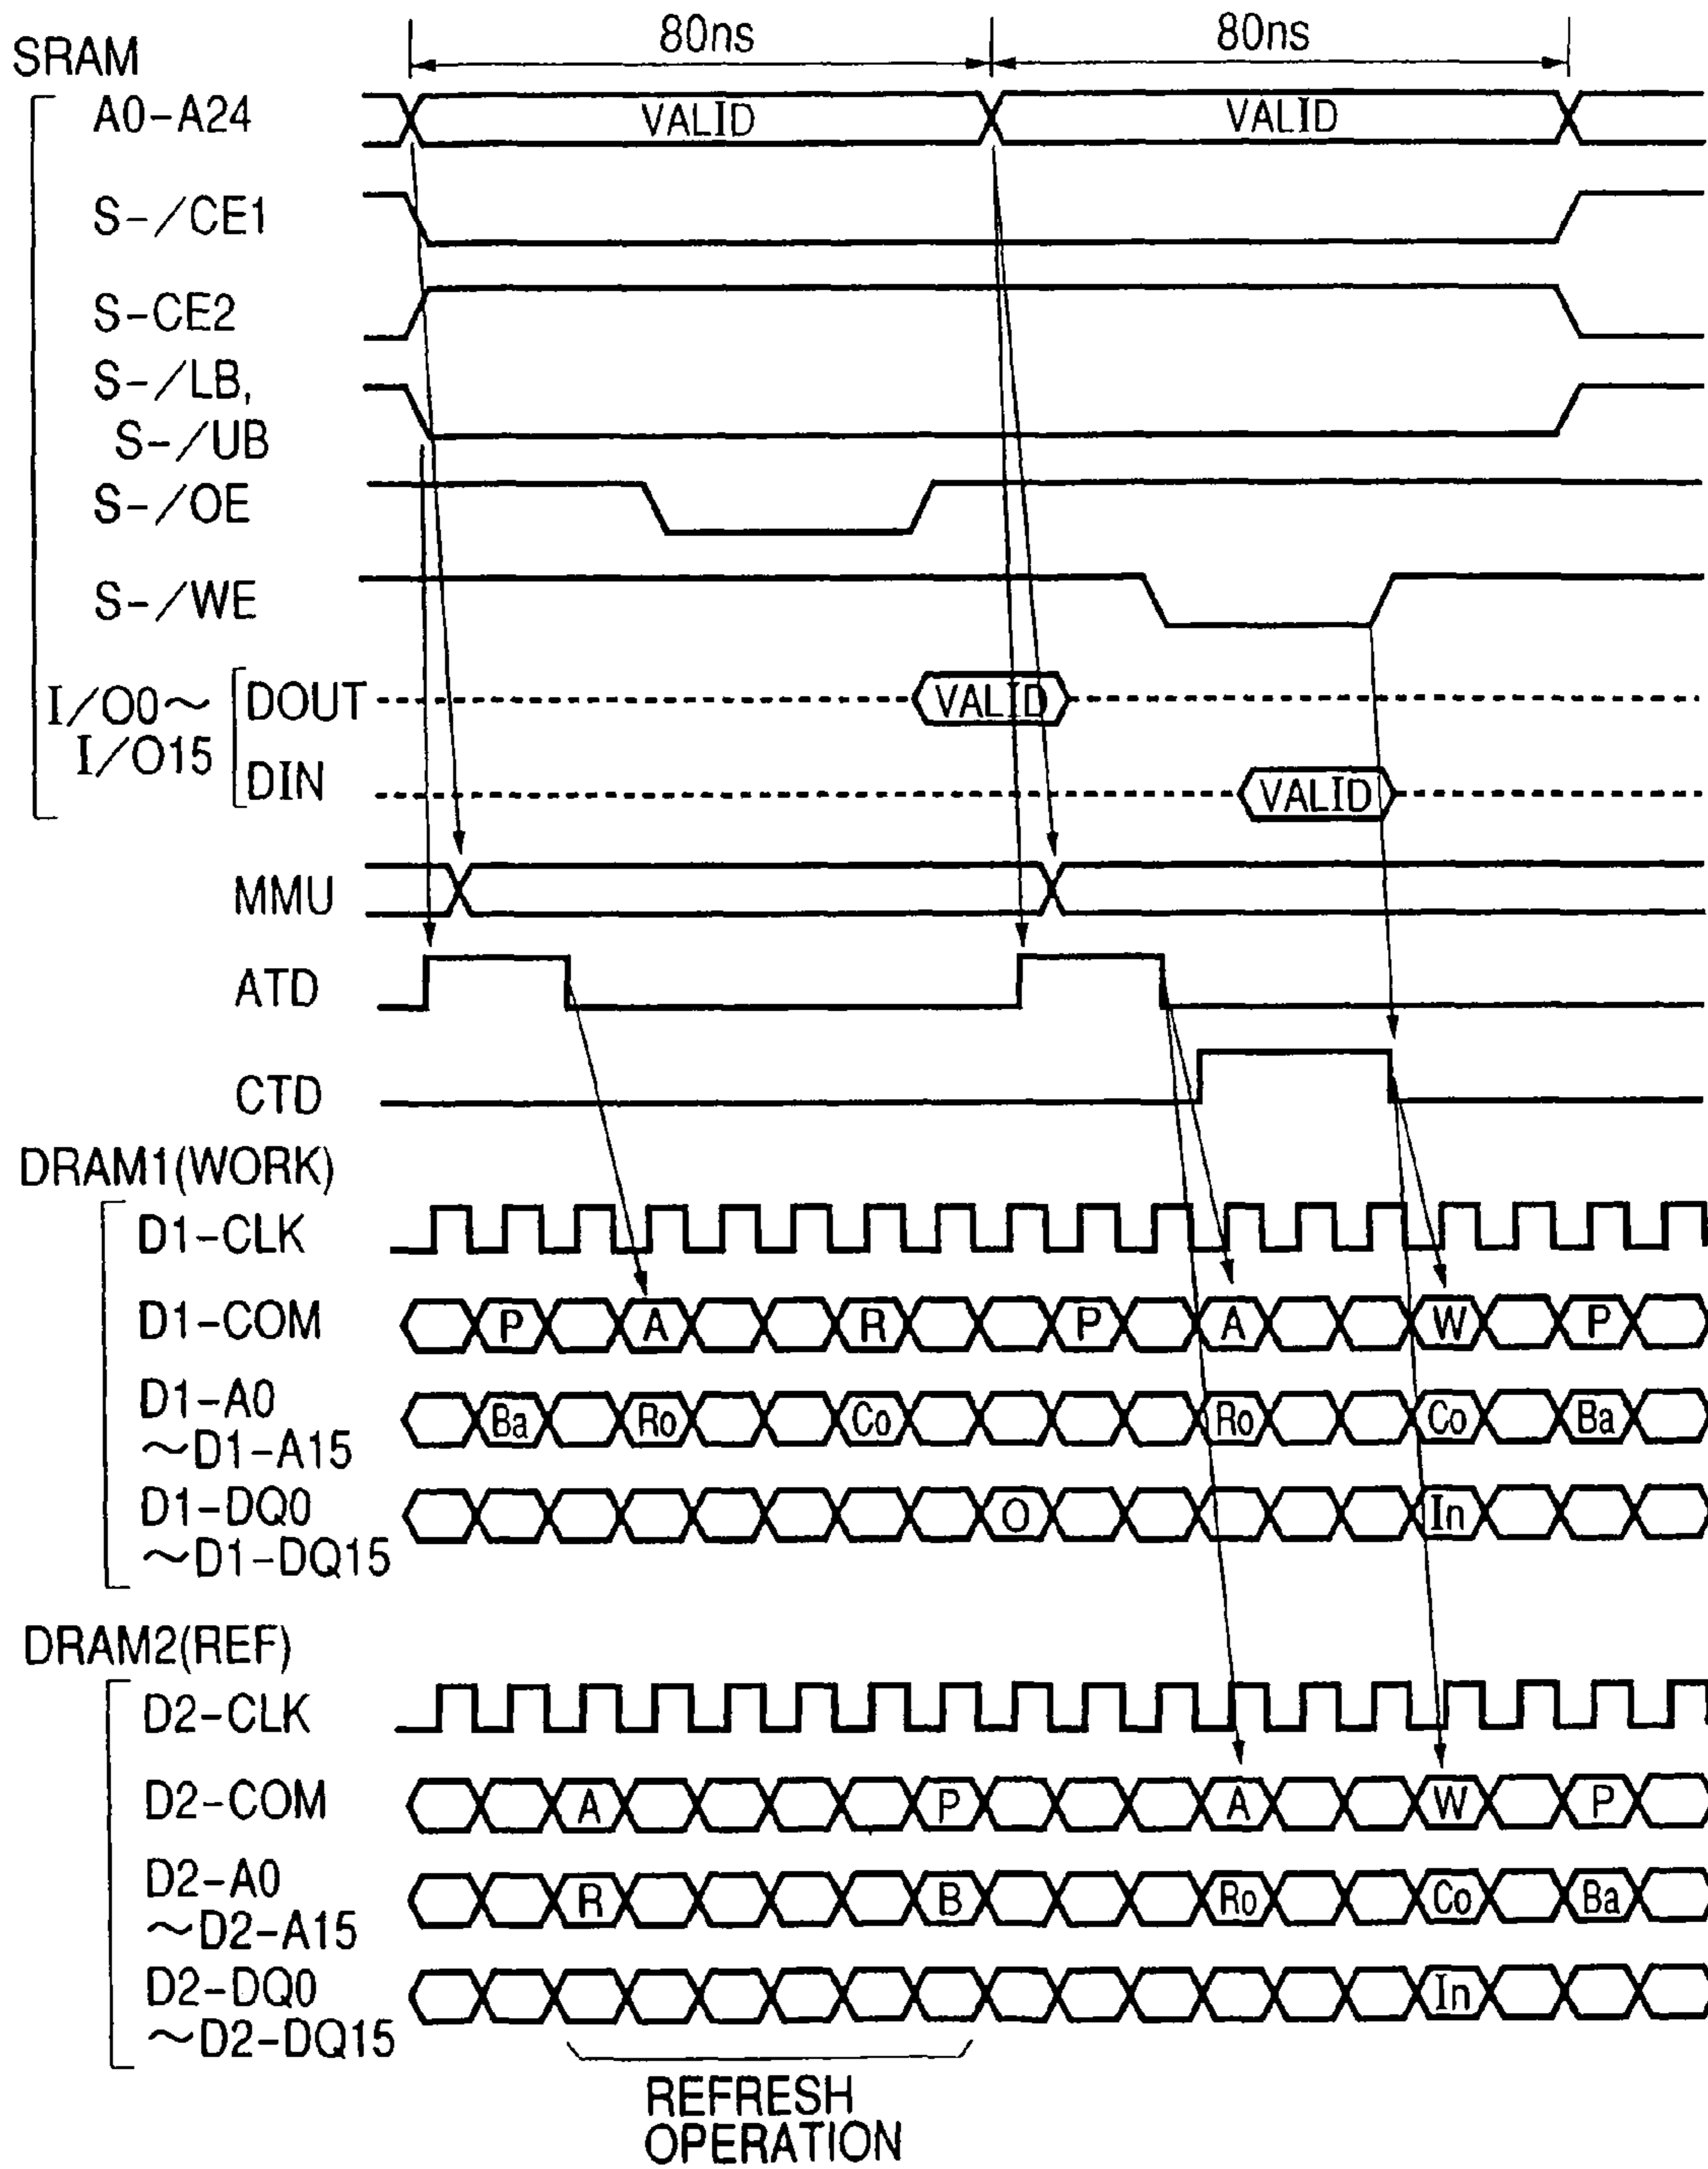 80ns 80ns
SRAM
A0-A24 VALID VALID
S-/CE1
S-CE2
S-/LB,
S-/UB
S-/OE
S-/WE
I/O0~ DOUT VALID
I/O15 DIN VALID
MMU
ATD
CTD
DRAM1(WORK)
D1-CLK
D1-COM P A R P A W P
D1-A0 Ba Ro Co Ro Co Ba
~D1-A15
D1-DQ0 O In
~D1-DQ15
DRAM2(REF)
D2-CLK
D2-COM A P A W P
D2-A0 R B Ro Co Ba
~D2-A15
D2-DQ0 In
~D2-DQ15
REFRESH
OPERATION